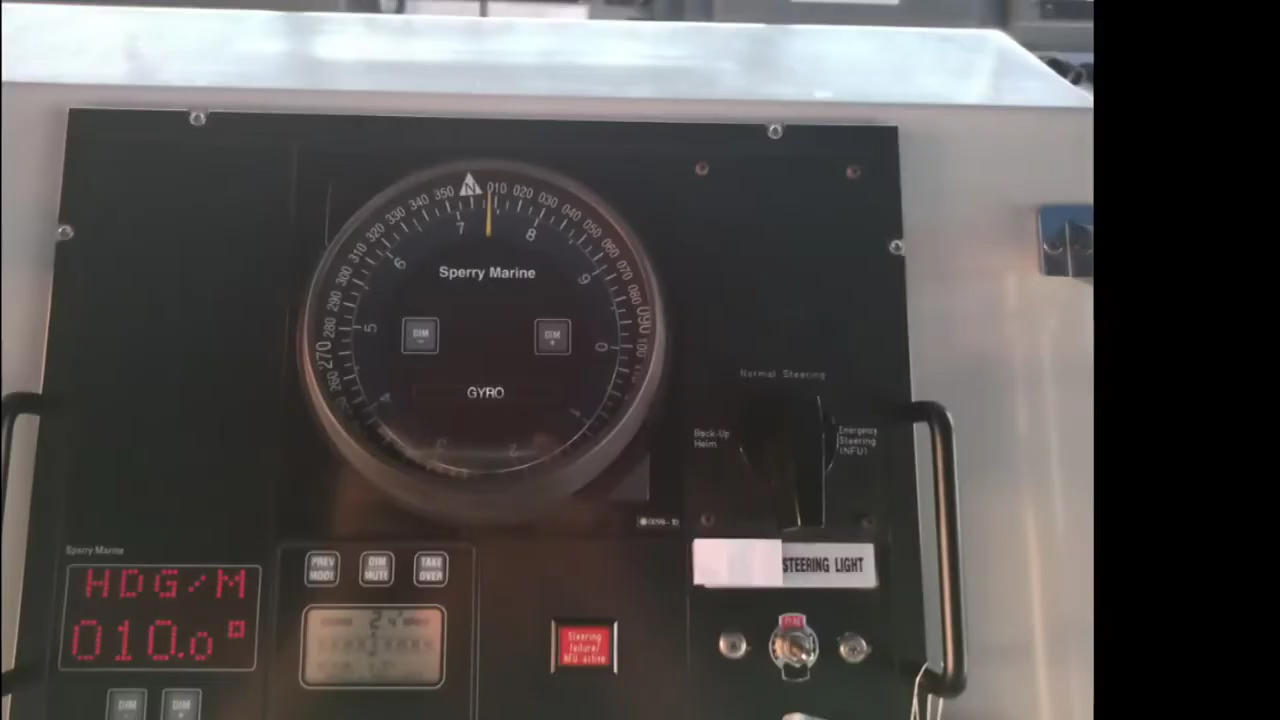 N 010 020 030 040 050 060 070 080 090 100
260 270 280 290 300 310 320 330 340 350
7 8
6 9
5 0
4 1
3 2
Sperry Marine
DIM
-
DIM
+
GYRO
Normal Steering
Back-Up
Helm
Emergency
Steering
(NFU)
Sperry Marine
HDG/M
010.0°
PREV
MODE
DIM
MUTE
TAKE
OVER
Steering
failure/
NFU active
STEERING LIGHT
DIM
-
DIM
+